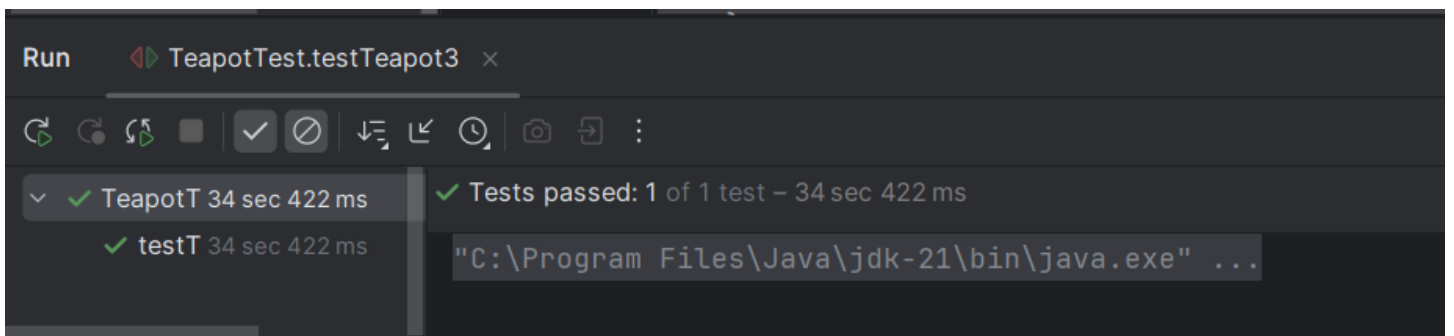 Run TeapotTest.testTeapot3
TeapotT 34 sec 422 ms
Tests passed: 1 of 1 test – 34 sec 422 ms
testT 34 sec 422 ms
"C:\Program Files\Java\jdk-21\bin\java.exe" ...